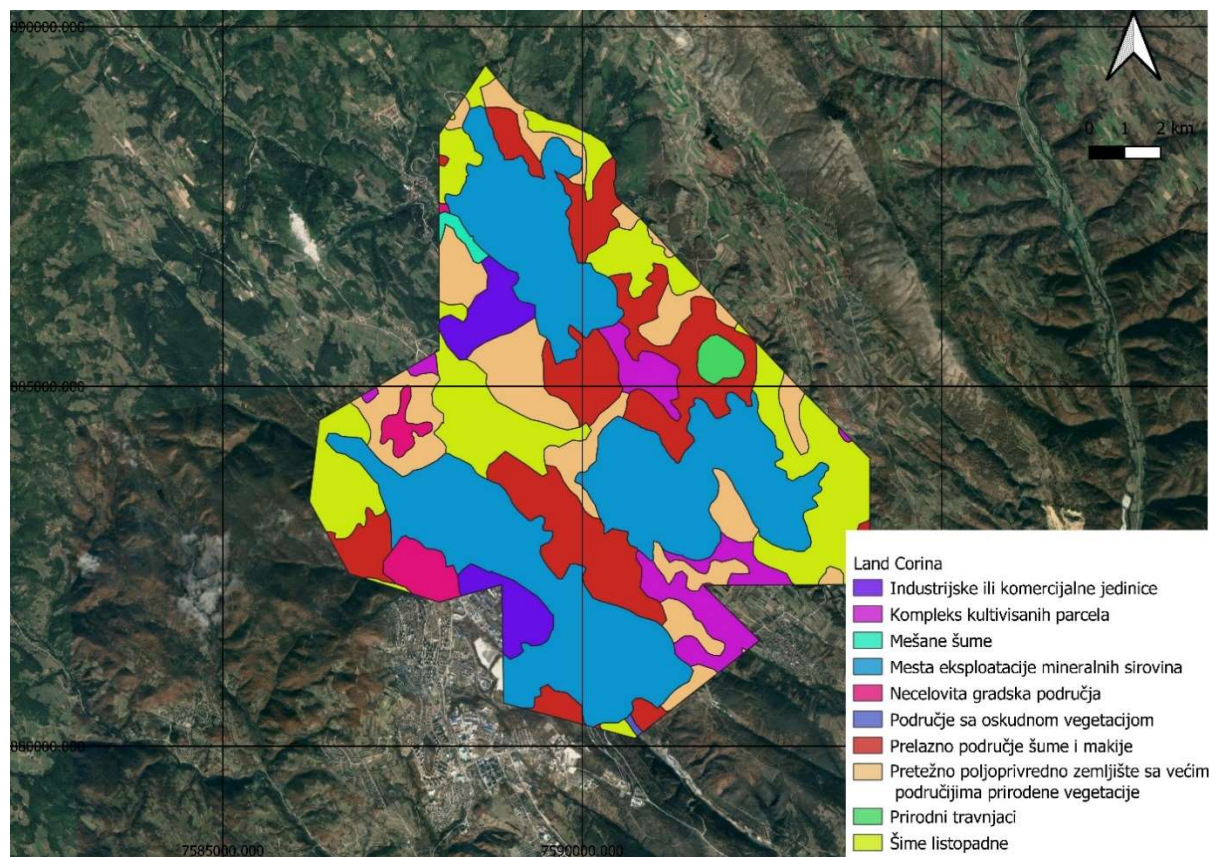 890000.000
0 1 2 km
885000.000
880000.000
7585000.000
7590000.000
Land Corina
Industrijske ili komercijalne jedinice
Kompleks kultivisanih parcela
Mešane šume
Mesta eksploatacije mineralnih sirovina
Necelovita gradska područja
Područje sa oskudnom vegetacijom
Prelazno područje šume i makije
Pretežno poljoprivredno zemljište sa većim
područijima prirodene vegetacije
Prirodni travnjaci
Šime listopadne